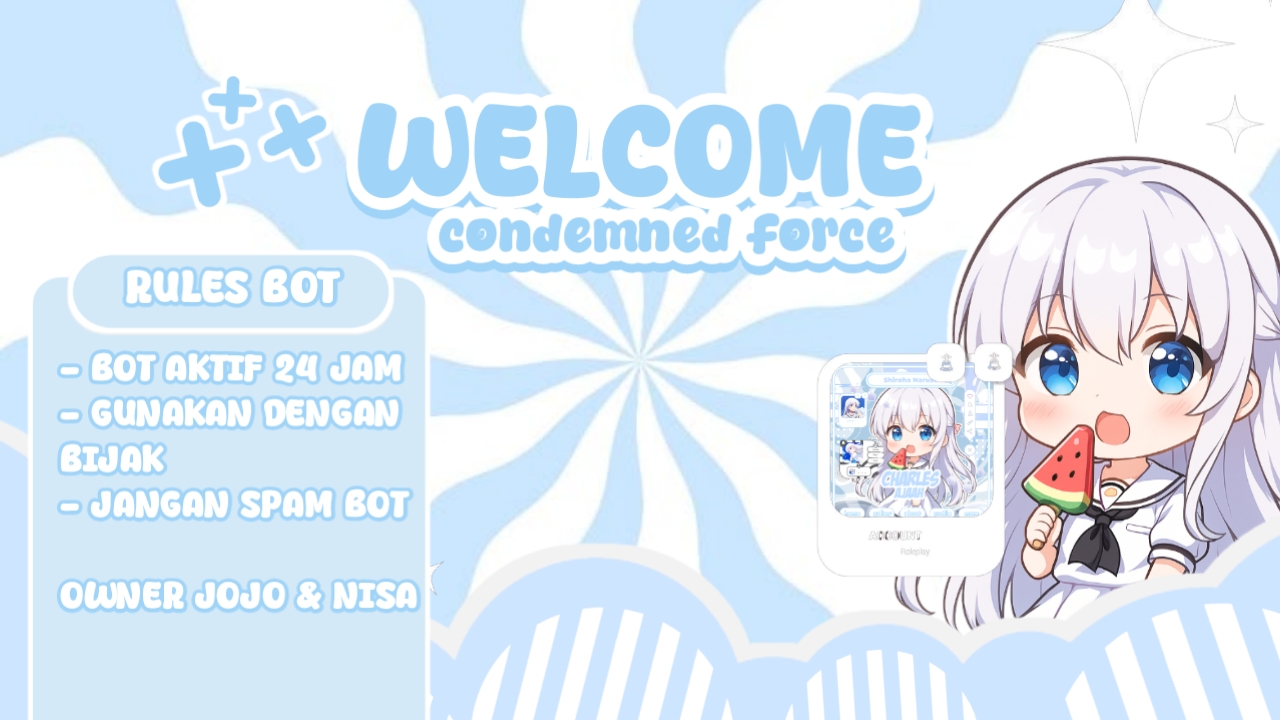 WELCOME
condemned force
RULES BOT
- BOT AKTIF 24 JAM
- GUNAKAN DENGAN
BIJAK
- JANGAN SPAM BOT
OWNER JOJO & NISA
CHARLES
ACCOUNT
Roleplay